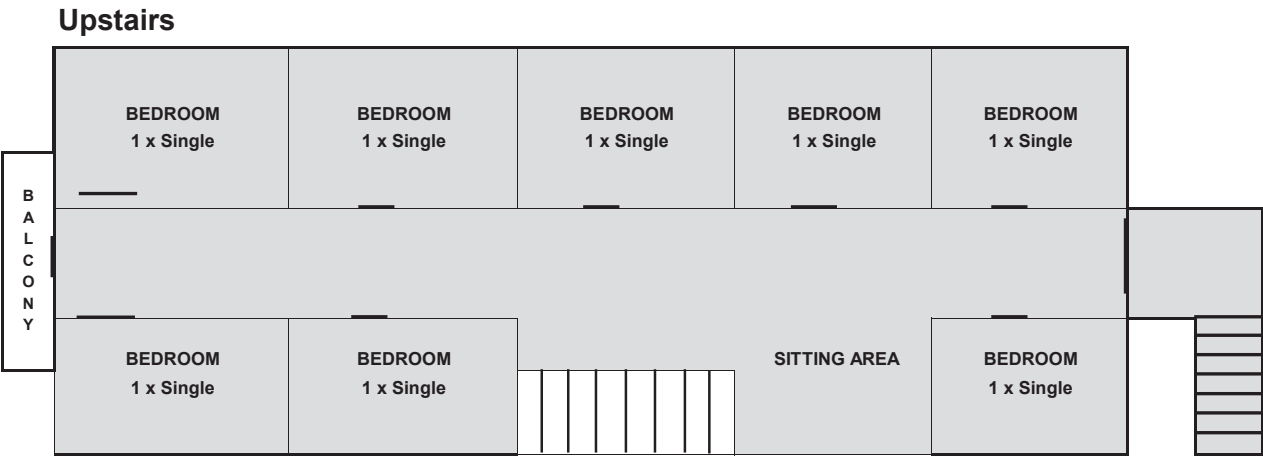 Upstairs
BEDROOM
1 x Single
BEDROOM
1 x Single
BEDROOM
1 x Single
BEDROOM
1 x Single
BEDROOM
1 x Single
B
A
L
C
O
N
Y
BEDROOM
1 x Single
BEDROOM
1 x Single
SITTING AREA
BEDROOM
1 x Single